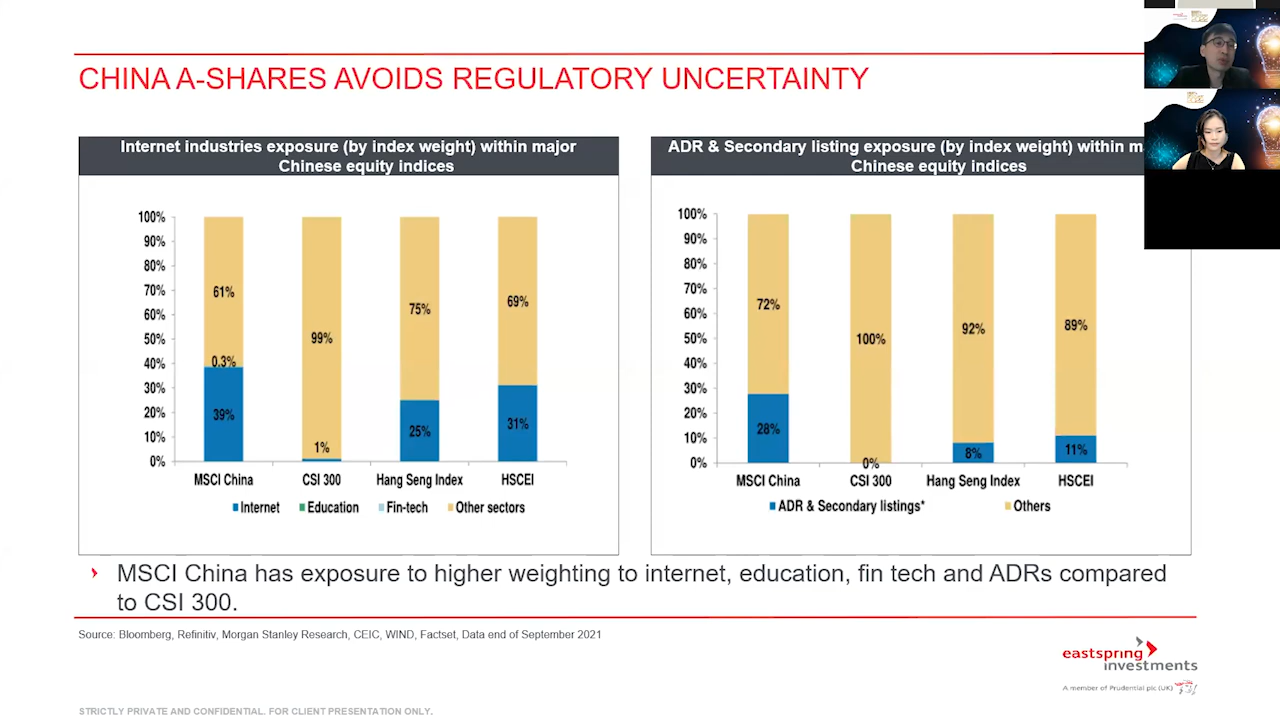 CHINA A-SHARES AVOIDS REGULATORY UNCERTAINTY
Internet industries exposure (by index weight) within major
Chinese equity indices
100%
90%
80%
70%
60%
50%
40%
30%
20%
10%
0%
61%
0.3%
39%
99%
1%
75%
25%
69%
31%
MSCI China
CSI 300
Hang Seng Index
HSCEI
Internet
Education
Fin-tech
Other sectors
ADR & Secondary listing exposure (by index weight) within
Chinese equity indices
100%
90%
80%
70%
60%
50%
40%
30%
20%
10%
0%
72%
28%
100%
0%
92%
8%
89%
11%
MSCI China
CSI 300
Hang Seng Index
HSCEI
ADR & Secondary listings*
Others
MSCI China has exposure to higher weighting to internet, education, fin tech and ADRs compared
to CSI 300.
Source: Bloomberg, Refinitiv, Morgan Stanley Research, CEIC, WIND, Factset, Data end of September 2021
eastspring
investments
A member of Prudential plc (UK)
STRICTLY PRIVATE AND CONFIDENTIAL. FOR CLIENT PRESENTATION ONLY.